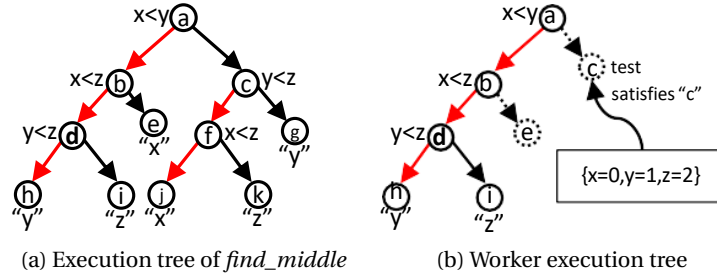 x<y a
x<z b
c y<z
y<z d
e
"x"
f x<z
g
"y"
h
"y"
i
"z"
j
"x"
k
"z"
(a) Execution tree of find_middle
x<y a
c test
satisfies "c"
x<z b
y<z d
e
h
"y"
i
"z"
{x=0,y=1,z=2}
(b) Worker execution tree